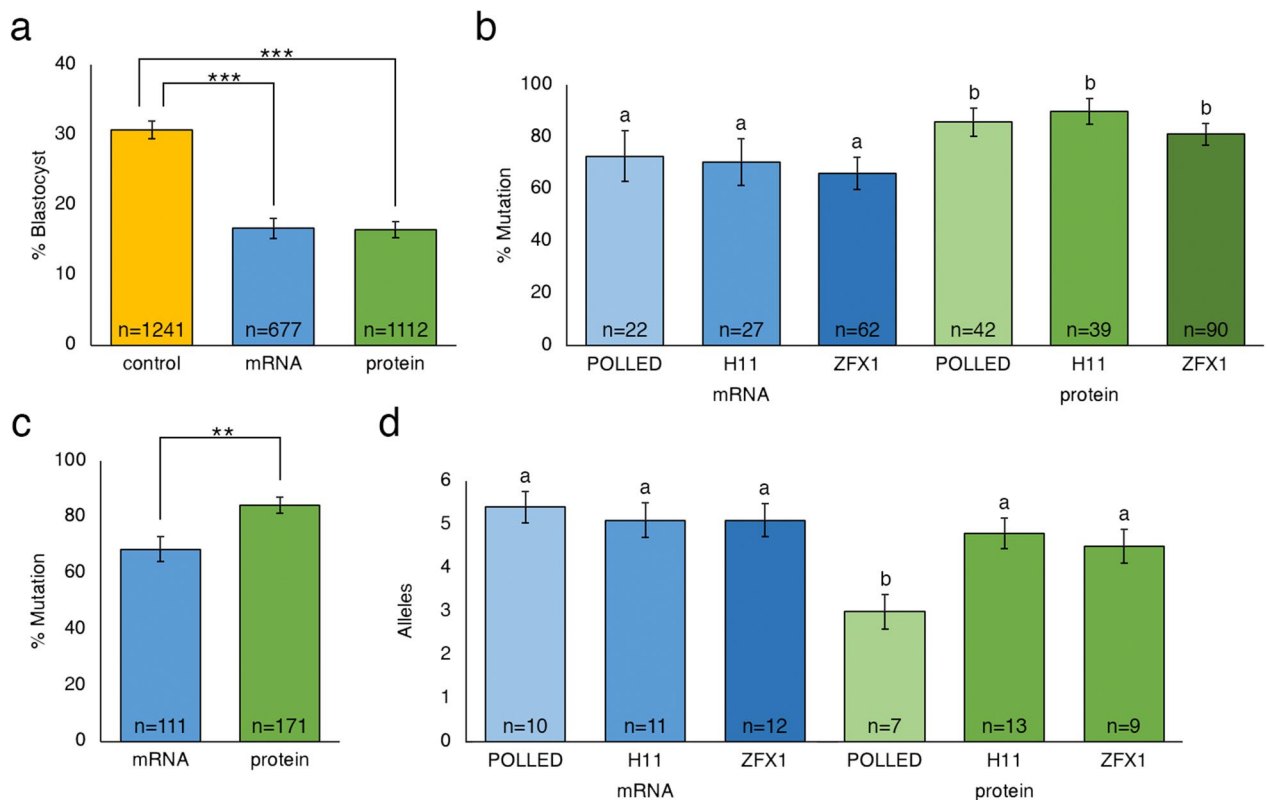 a
40
30
20
10
0
% Blastocyst
***
***
n=1241
n=677
n=1112
control
mRNA
protein
b
100
80
60
40
20
0
% Mutation
a
a
a
b
b
b
n=22
n=27
n=62
n=42
n=39
n=90
POLLED
H11
ZFX1
POLLED
H11
ZFX1
mRNA
protein
c
100
80
60
40
20
0
% Mutation
**
n=111
n=171
mRNA
protein
d
6
5
4
3
2
1
0
Alleles
a
a
a
b
a
a
n=10
n=11
n=12
n=7
n=13
n=9
POLLED
H11
ZFX1
POLLED
H11
ZFX1
mRNA
protein